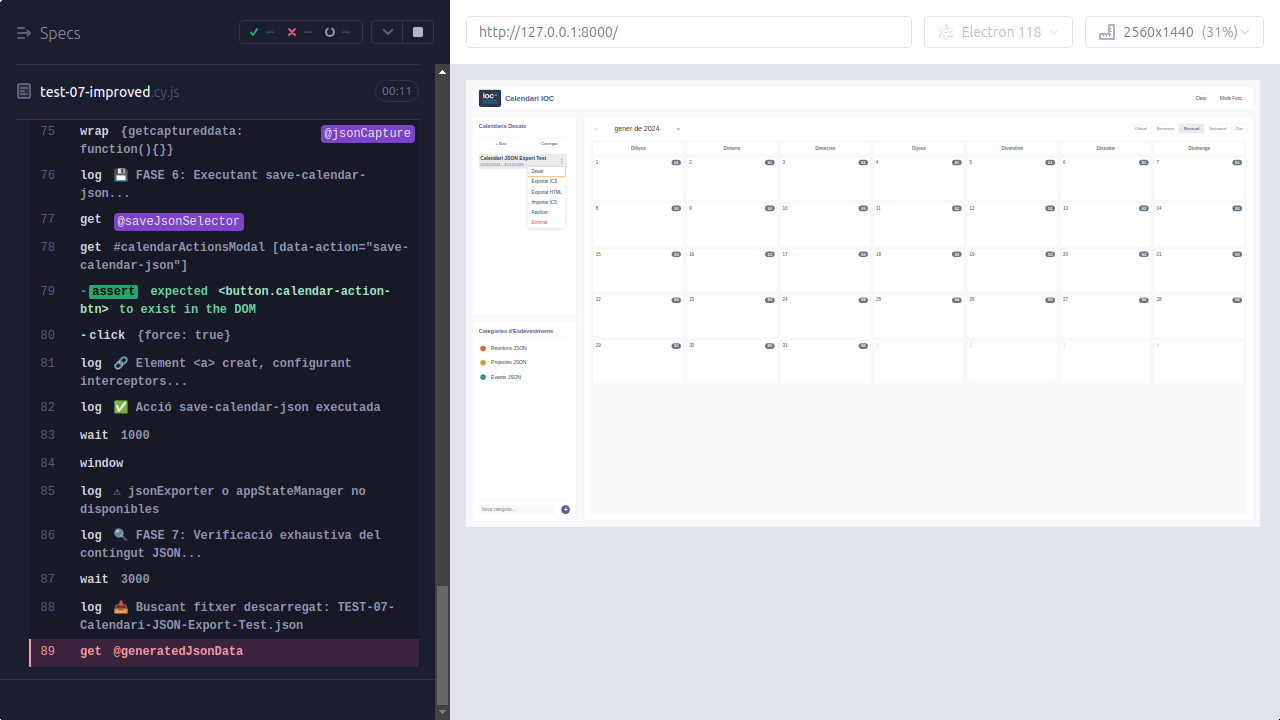 Specs
✓ -- ✕ -- --
test-07-improved.cy.js
00:11
75 wrap {getcaptureddata: function(){}} @jsonCapture
76 log 💾 FASE 6: Executant save-calendar-
json...
77 get @saveJsonSelector
78 get #calendarActionsModal [data-action="save-
calendar-json"]
79 -assert expected <button.calendar-action-
btn> to exist in the DOM
80 -click {force: true}
81 log 🔗 Element <a> creat, configurant
interceptors...
82 log ✅ Acció save-calendar-json executada
83 wait 1000
84 window
85 log ⚠ jsonExporter o appStateManager no
disponibles
86 log 🔍 FASE 7: Verificació exhaustiva del
contingut JSON...
87 wait 3000
88 log 📥 Buscant fitxer descarregat: TEST-07-
Calendari-JSON-Export-Test.json
89 get @generatedJsonData
http://127.0.0.1:8000/
Electron 118
2560x1440 (31%)
ioc
Calendari IOC
Clear
Mode Fosc
Calendaris Desats
+ Nou
Carregar
Calendari JSON Export Test
Desar
Exportar ICS
Exportar HTML
Importar ICS
Replicar
Eliminar
Categories d'Esdeveniments
Reunions JSON
Projectes JSON
Events JSON
Nova categoria...
+
‹ gener de 2024 >
Global Semestre Mensual Setmanal Dia
Dilluns Dimarts Dimecres Dijous Divendres Dissabte Diumenge
1 2 3 4 5 6 7
8 9 10 11 12 13 14
15 16 17 18 19 20 21
22 23 24 25 26 27 28
29 30 31 1 2 3 4